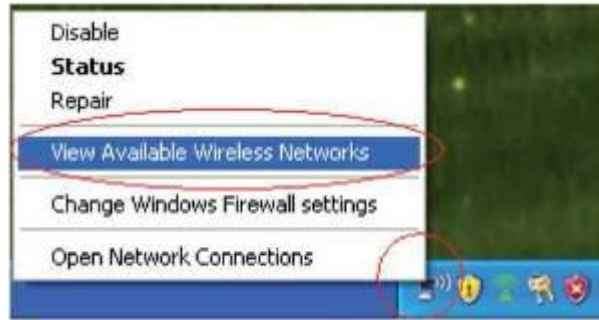 Disable
Status
Repair
View Available Wireless Networks
Change Windows Firewall settings
Open Network Connections